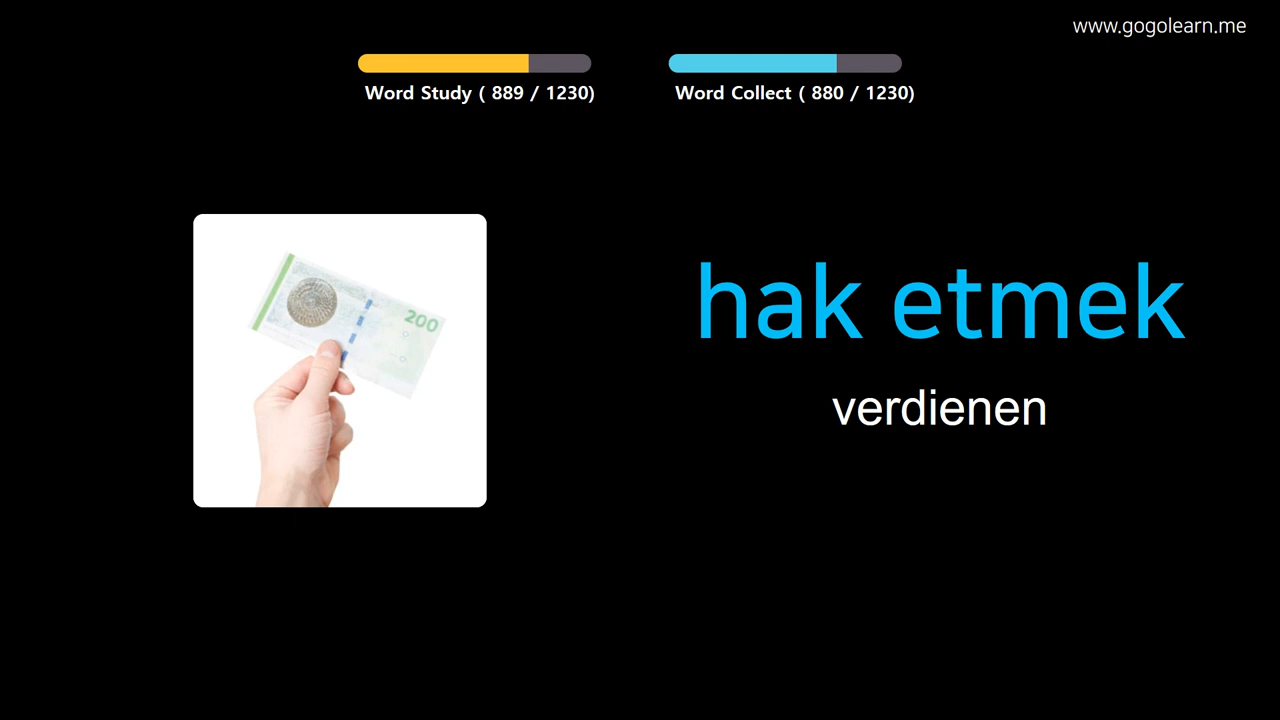 www.gogolearn.me
Word Study ( 889 / 1230)
Word Collect ( 880 / 1230)
200
hak etmek
verdienen